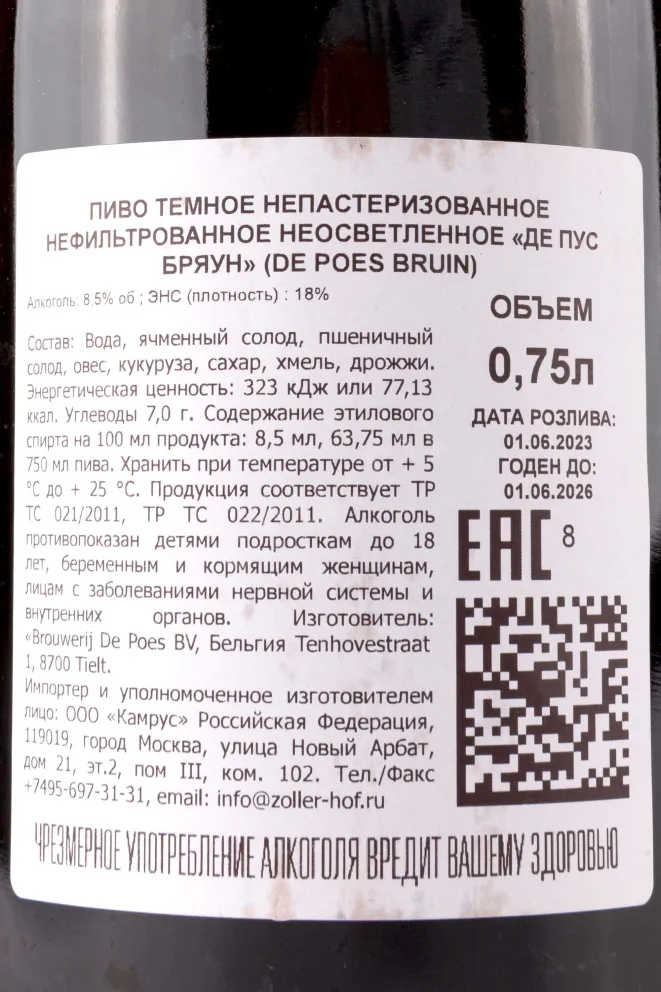 ПИВО ТЕМНОЕ НЕПАСТЕРИЗОВАННОЕ
НЕФИЛЬТРОВАННОЕ НЕОСВЕТЛЕННОЕ «ДЕ ПУС
БРЯУН» (DE POES BRUIN)
Алкоголь: 8,5% об ; ЭНС (плотность) : 18%
Состав: Вода, ячменный солод, пшеничный
солод, овес, кукуруза, сахар, хмель, дрожжи.
Энергетическая ценность: 323 кДж или 77,13
ккал. Углеводы 7,0 г. Содержание этилового
спирта на 100 мл продукта: 8,5 мл, 63,75 мл в
750 мл пива. Хранить при температуре от + 5
°С до + 25 °С. Продукция соответствует ТР
ТС 021/2011, ТР ТС 022/2011. Алкоголь
противопоказан детями подросткам до 18
лет, беременным и кормящим женщинам,
лицам с заболеваниями нервной системы и
внутренних органов. Изготовитель:
«Brouwerij De Poes BV, Бельгия Tenhovestraat
1, 8700 Tielt.
Импортер и уполномоченное изготовителем
лицо: ООО «Камрус» Российская Федерация,
119019, город Москва, улица Новый Арбат,
дом 21, эт.2, пом III, ком. 102. Тел./Факс
+7495-697-31-31, email: info@zoller-hof.ru
ОБЪЕМ
0,75л
ДАТА РОЗЛИВА:
01.06.2023
ГОДЕН ДО:
01.06.2026
ЕАС 8
ЧРЕЗМЕРНОЕ УПОТРЕБЛЕНИЕ АЛКОГОЛЯ ВРЕДИТ ВАШЕМУ ЗДОРОВЬЮ